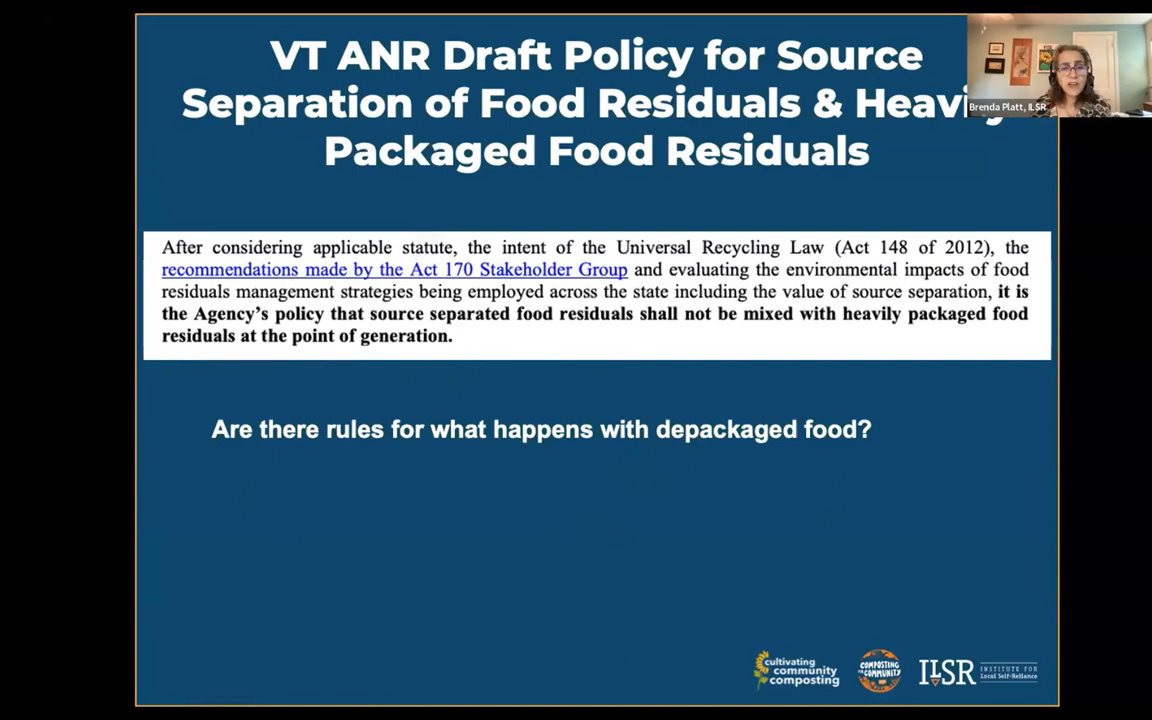 VT ANR Draft Policy for Source
Separation of Food Residuals & Heavily
Packaged Food Residuals
Brenda Platt, ILSR
After considering applicable statute, the intent of the Universal Recycling Law (Act 148 of 2012), the
recommendations made by the Act 170 Stakeholder Group and evaluating the environmental impacts of food
residuals management strategies being employed across the state including the value of source separation, it is
the Agency's policy that source separated food residuals shall not be mixed with heavily packaged food
residuals at the point of generation.
Are there rules for what happens with depackaged food?
cultivating
community
composting
COMPOSTING
FOR COMMUNITY
ILSR
INSTITUTE FOR
Local Self-Reliance